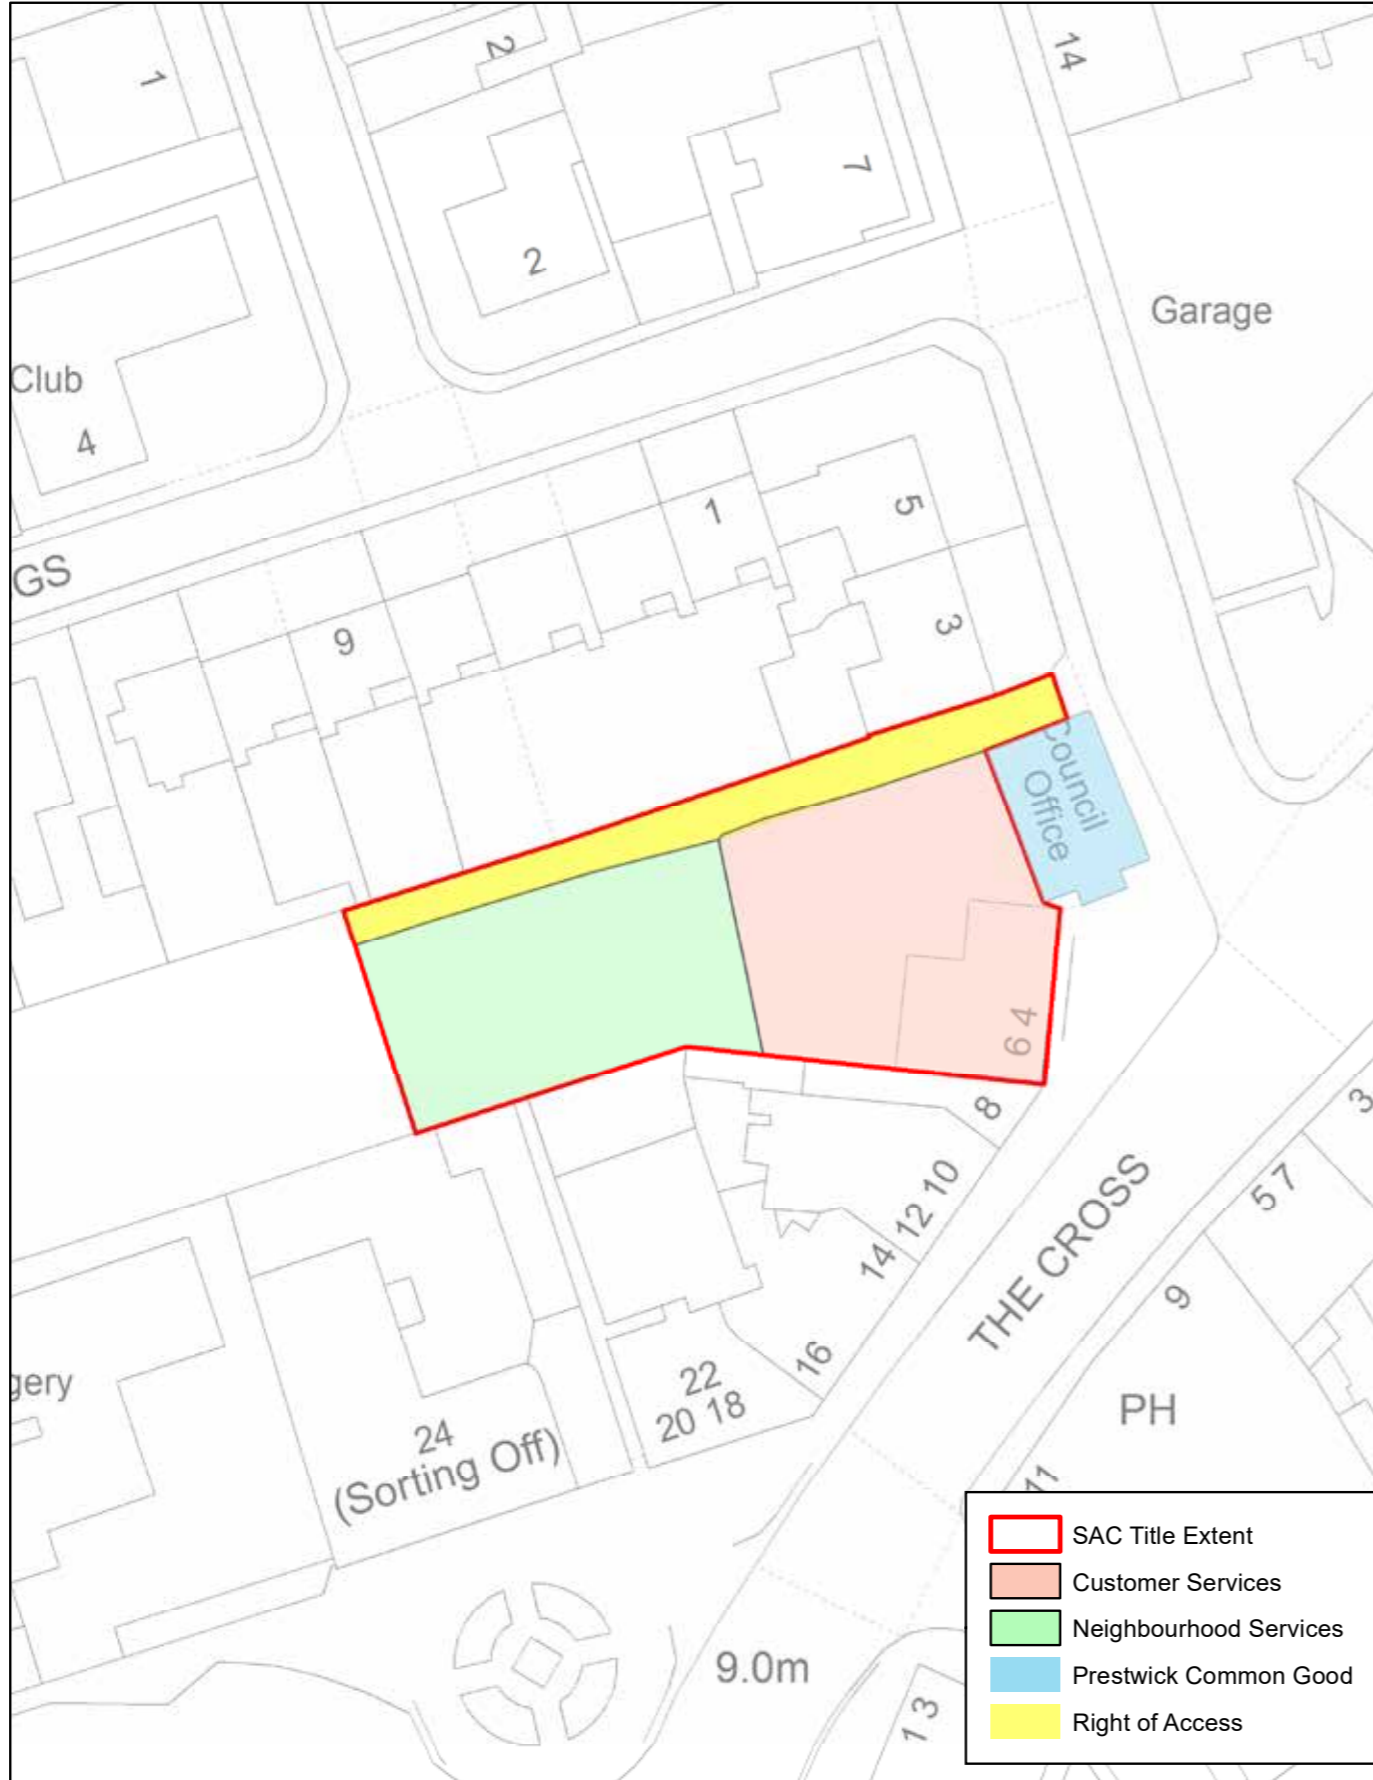 1
2
14
7
2
Garage
Club
4
1
5
GS
9
3
Council
Office
6 4
8
3
12 10
5 7
14
THE CROSS
9
16
gery
22
20 18
PH
24
(Sorting Off)
11
SAC Title Extent
Customer Services
Neighbourhood Services
9.0m
Prestwick Common Good
1 3
Right of Access